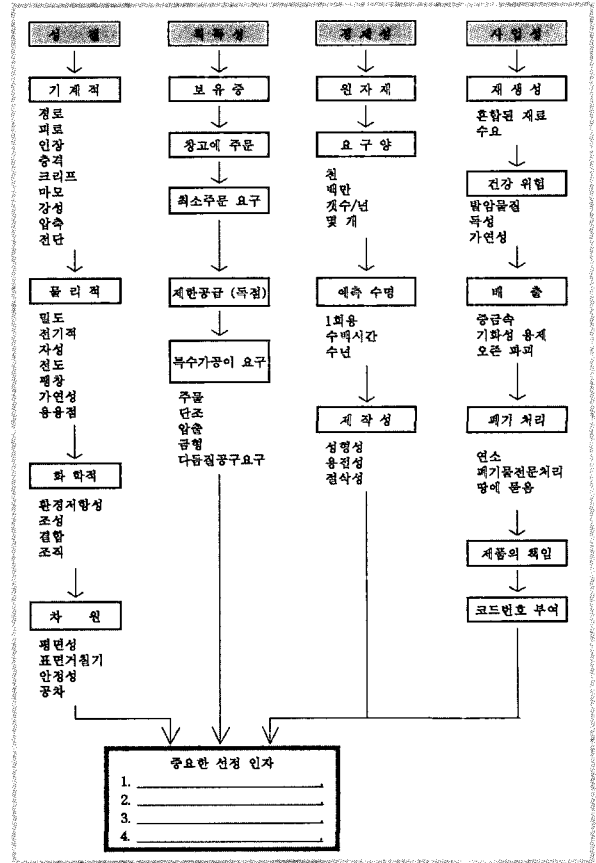 성 질
기 계 적
피로
인장
충격
크리프
마모
강성
압축
전단
물 리 적
밀도
전기적
자성
전도
팽창
가연성
용융점
화 학 적
환경저항성
조성
결합
조직
차 원
평면성
표면거칠기
안정성
공차
획득성
보 유 중
창고에 주문
최소주문 요구
제한공급 (독점)
특수가공이 요구
주물
단조
압출
금형
다듬질공구요구
경제성
원 자 재
요 구 양
천
백만
갯수/년
몇 개
예측 수명
1회용
수백시간
수년
제 작 성
성형성
용접성
절삭성
재 생 성
혼합된 재료
수요
건강 위험
발암물질
독성
가연성
배 출
중금속
기화성 용제
오존 파괴
폐기 처리
연소
폐기물전문처리
땅에 묻음
제품의 책임
코드번호 부여
중요한 선정 인자
1.
2.
3.
4.